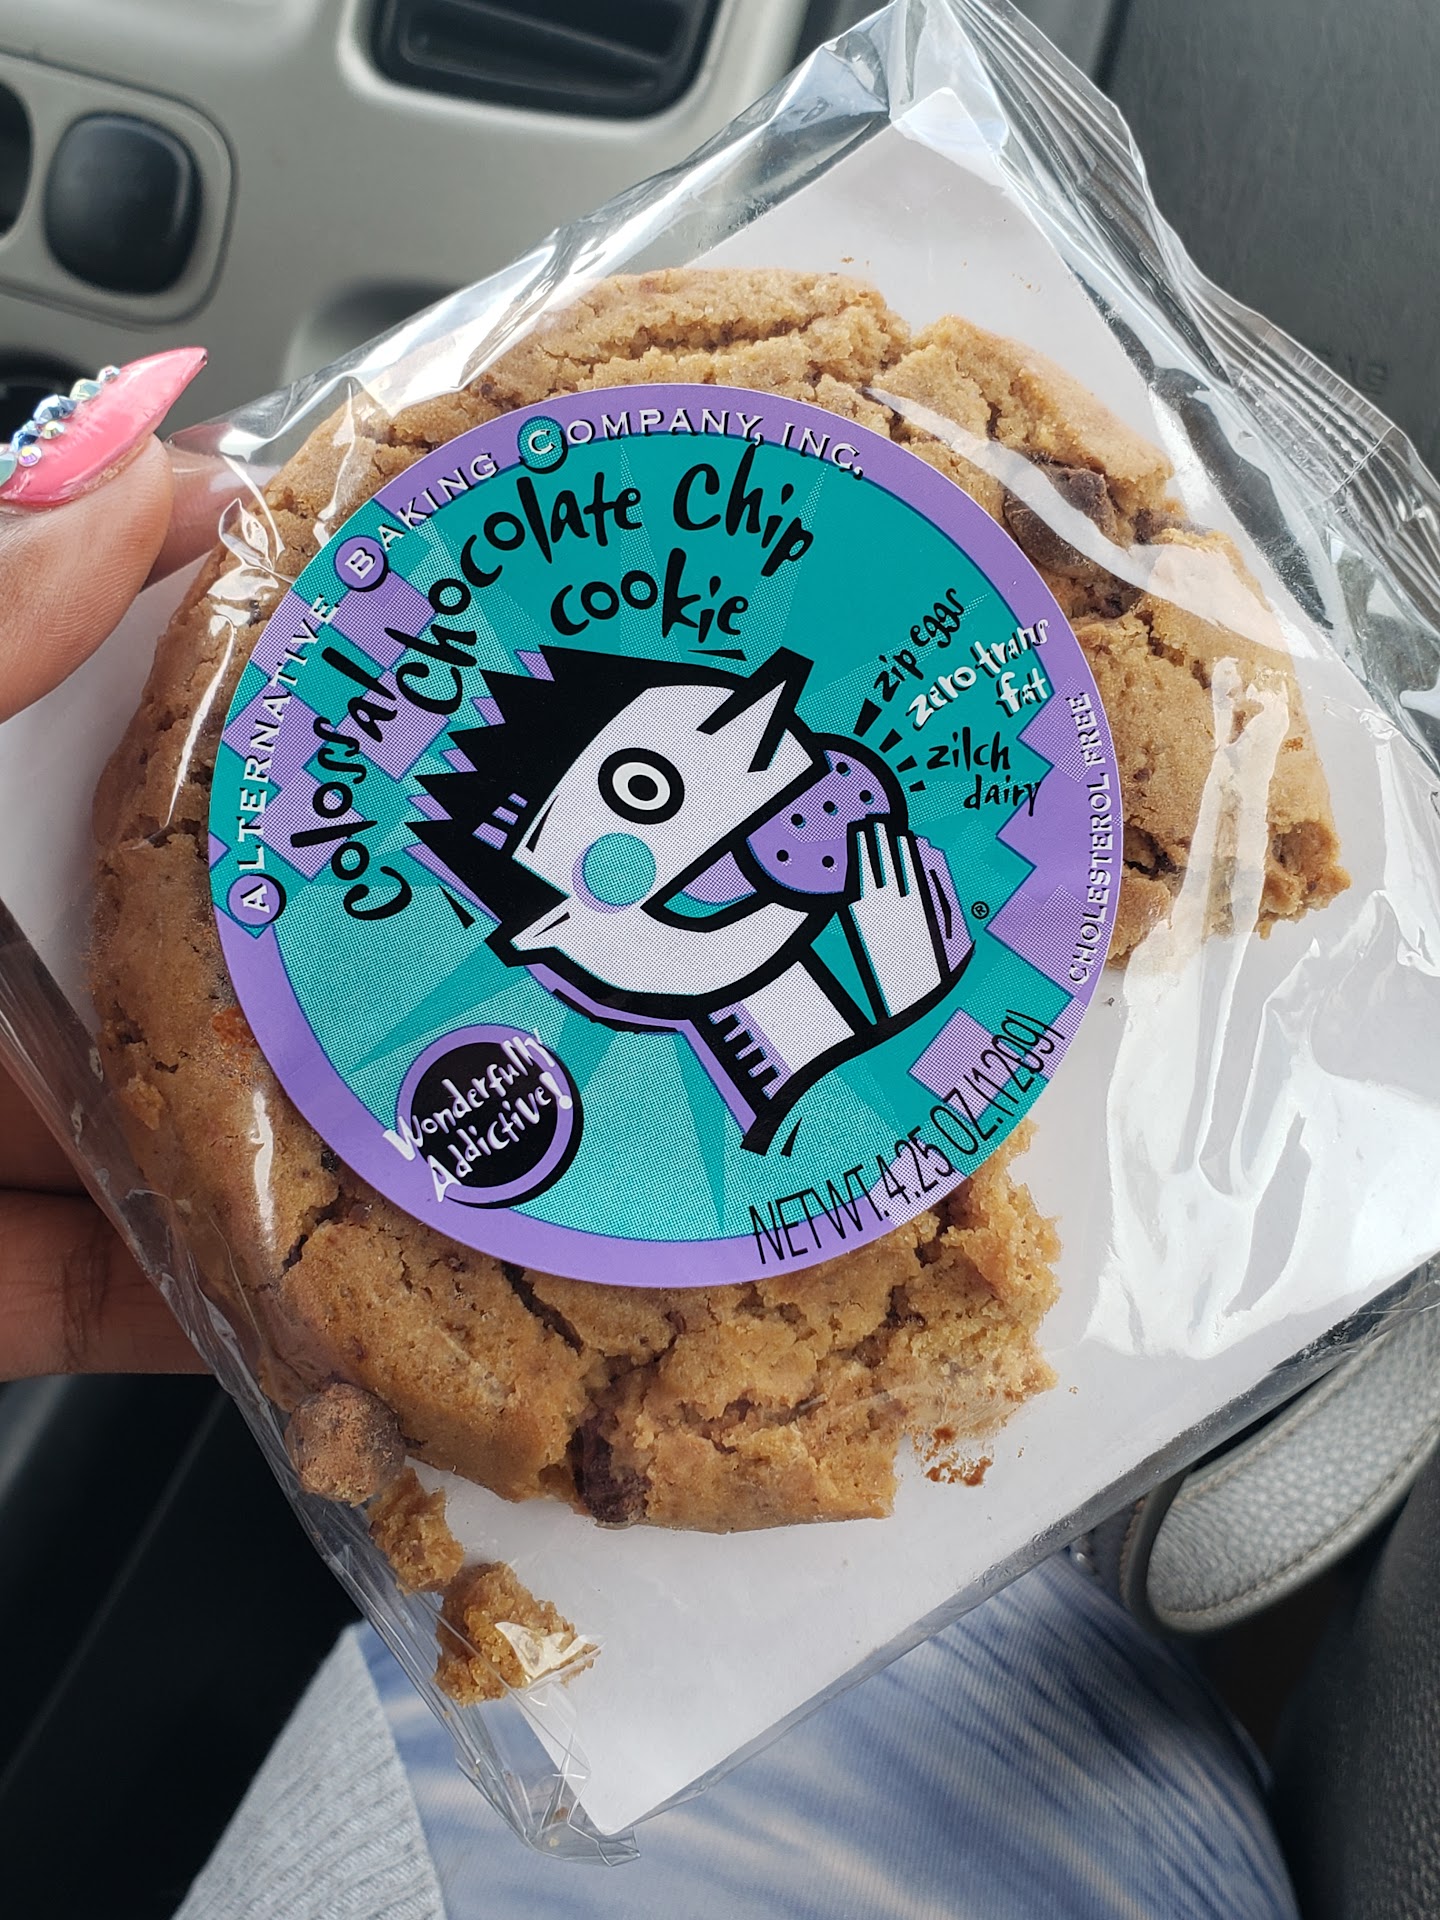 ALTERNATIVE BAKING COMPANY, INC.
colossal chocolate chip
cookie
zip eggs
zero trans
fat
zilch
dairy
®
CHOLESTEROL FREE
Wonderfully
Addictive!
NET WT. 4.25 OZ. (120g)